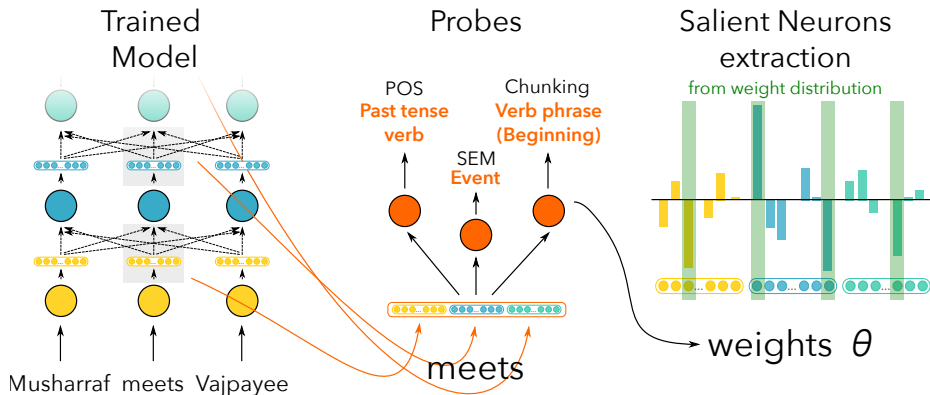 Trained
Model
Musharraf meets Vajpayee
Probes
POS
Past tense
verb
SEM
Event
Chunking
Verb phrase
(Beginning)
meets
Salient Neurons
extraction
from weight distribution
weights θ